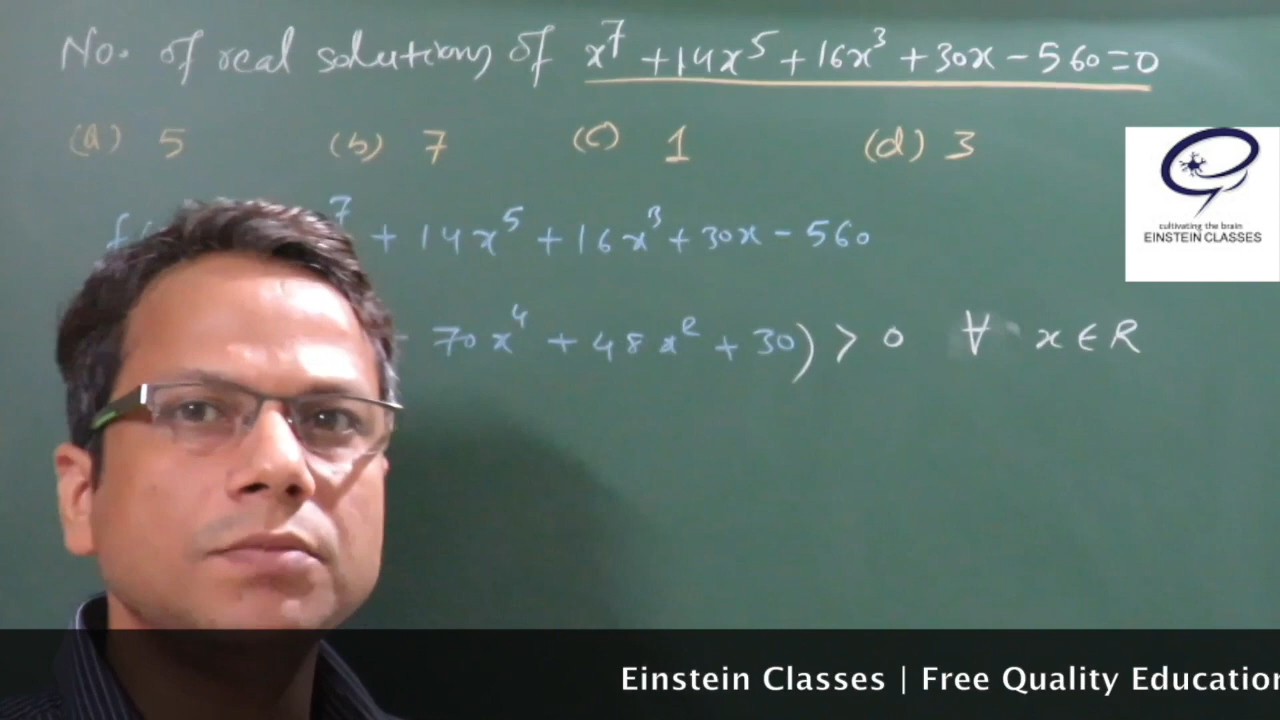 No. of real solutions of x⁷ + 14x⁵ + 16x³ + 30x − 560 = 0
(a) 5 (b) 7 (c) 1 (d) 3
cultivating the brain
EINSTEIN CLASSES
⁷ + 14x⁵ + 16x³ + 30x − 560
70x⁴ + 48x² + 30) > 0 ∀ x ∈ R
Einstein Classes | Free Quality Education